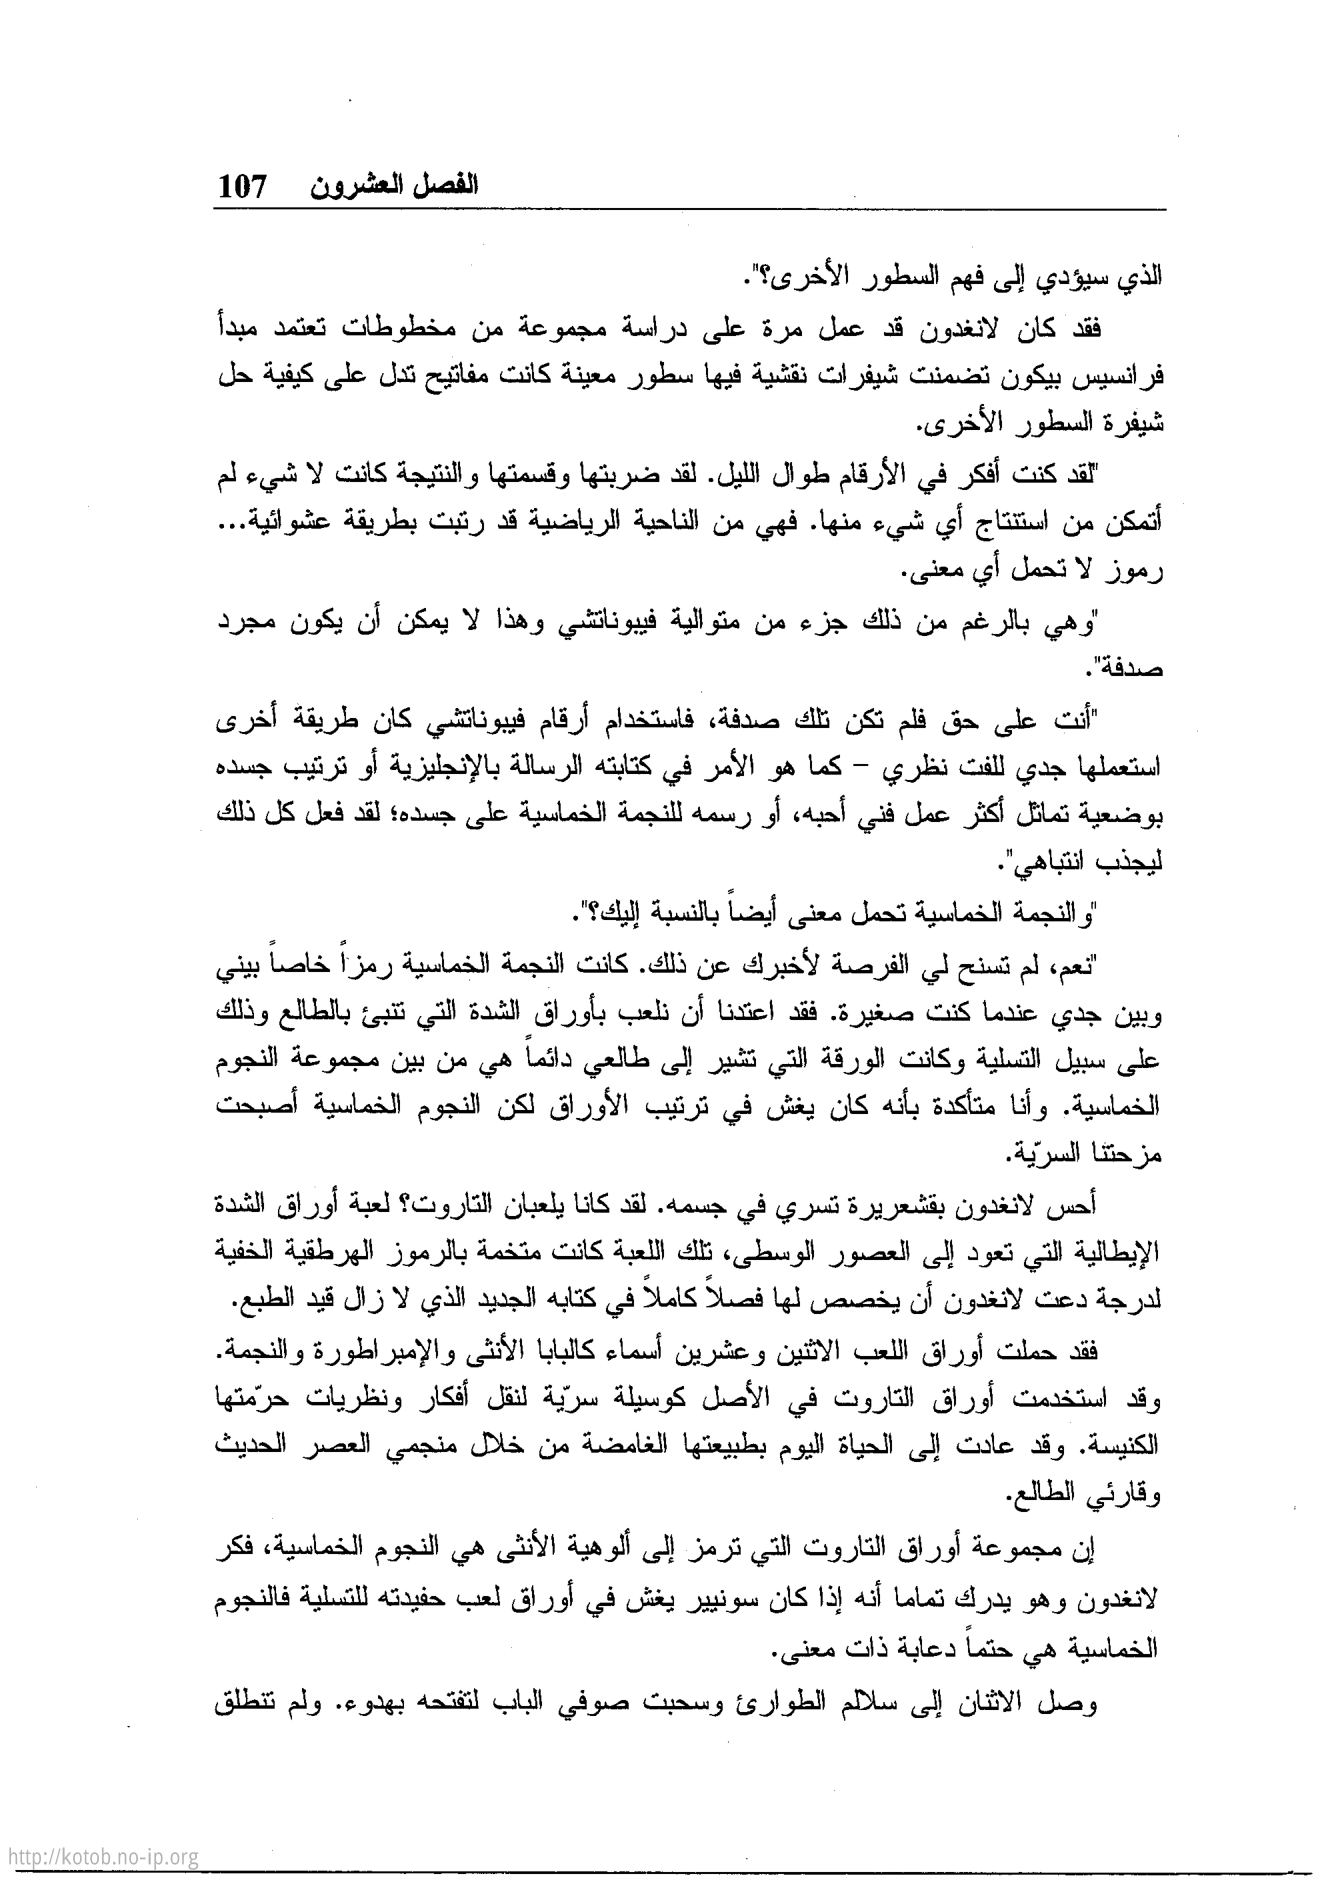 الفصل العشرون 107
الذي سيؤدي إلى فهم السطور الأخرى؟".
فقد كان لانغدون قد عمل مرة على دراسة مجموعة من مخطوطات تعتمد مبدأ
فرانسيس بيكون تضمنت شيفرات نقشية فيها سطور معينة كانت مفاتيح تدل على كيفية حل
شيفرة السطور الأخرى.
"لقد كنت أفكر في الأرقام طوال الليل. لقد ضربتها وقسمتها والنتيجة كانت لا شيء لم
أتمكن من استنتاج أي شيء منها. فهي من الناحية الرياضية قد رتبت بطريقة عشوائية...
رموز لا تحمل أي معنى.
"وهي بالرغم من ذلك جزء من متوالية فيبوناتشي وهذا لا يمكن أن يكون مجرد
صدفة".
"أنت على حق فلم تكن تلك صدفة، فاستخدام أرقام فيبوناتشي كان طريقة أخرى
استعملها جدي للفت نظري – كما هو الأمر في كتابته الرسالة بالإنجليزية أو ترتيب جسده
بوضعية تماثل أكثر عمل فني أحبه، أو رسمه للنجمة الخماسية على جسده؛ لقد فعل كل ذلك
ليجذب انتباهي".
"والنجمة الخماسية تحمل معنى أيضاً بالنسبة إليك؟".
"نعم، لم تسنح لي الفرصة لأخبرك عن ذلك. كانت النجمة الخماسية رمزاً خاصاً بيني
وبين جدي عندما كنت صغيرة. فقد اعتدنا أن نلعب بأوراق الشدة التي تنبئ بالطالع وذلك
على سبيل التسلية وكانت الورقة التي تشير إلى طالعي دائماً هي من بين مجموعة النجوم
الخماسية. وأنا متأكدة بأنه كان يغش في ترتيب الأوراق لكن النجوم الخماسية أصبحت
مزحتنا السرّية.
أحس لانغدون بقشعريرة تسري في جسمه. لقد كانا يلعبان التاروت؟ لعبة أوراق الشدة
الإيطالية التي تعود إلى العصور الوسطى، تلك اللعبة كانت متخمة بالرموز الهرطقية الخفية
لدرجة دعت لانغدون أن يخصص لها فصلاً كاملاً في كتابه الجديد الذي لا زال قيد الطبع.
فقد حملت أوراق اللعب الاثنين وعشرين أسماء كالبابا الأنثى والإمبراطورة والنجمة.
وقد استخدمت أوراق التاروت في الأصل كوسيلة سرّية لنقل أفكار ونظريات حرّمتها
الكنيسة. وقد عادت إلى الحياة اليوم بطبيعتها الغامضة من خلال منجمي العصر الحديث
وقارئي الطالع.
إن مجموعة أوراق التاروت التي ترمز إلى ألوهية الأنثى هي النجوم الخماسية، فكر
لانغدون وهو يدرك تماما أنه إذا كان سونيير يغش في أوراق لعب حفيدته للتسلية فالنجوم
الخماسية هي حتماً دعابة ذات معنى.
وصل الاثنان إلى سلالم الطوارئ وسحبت صوفي الباب لتفتحه بهدوء. ولم تنطلق
http://kotob.no-ip.org